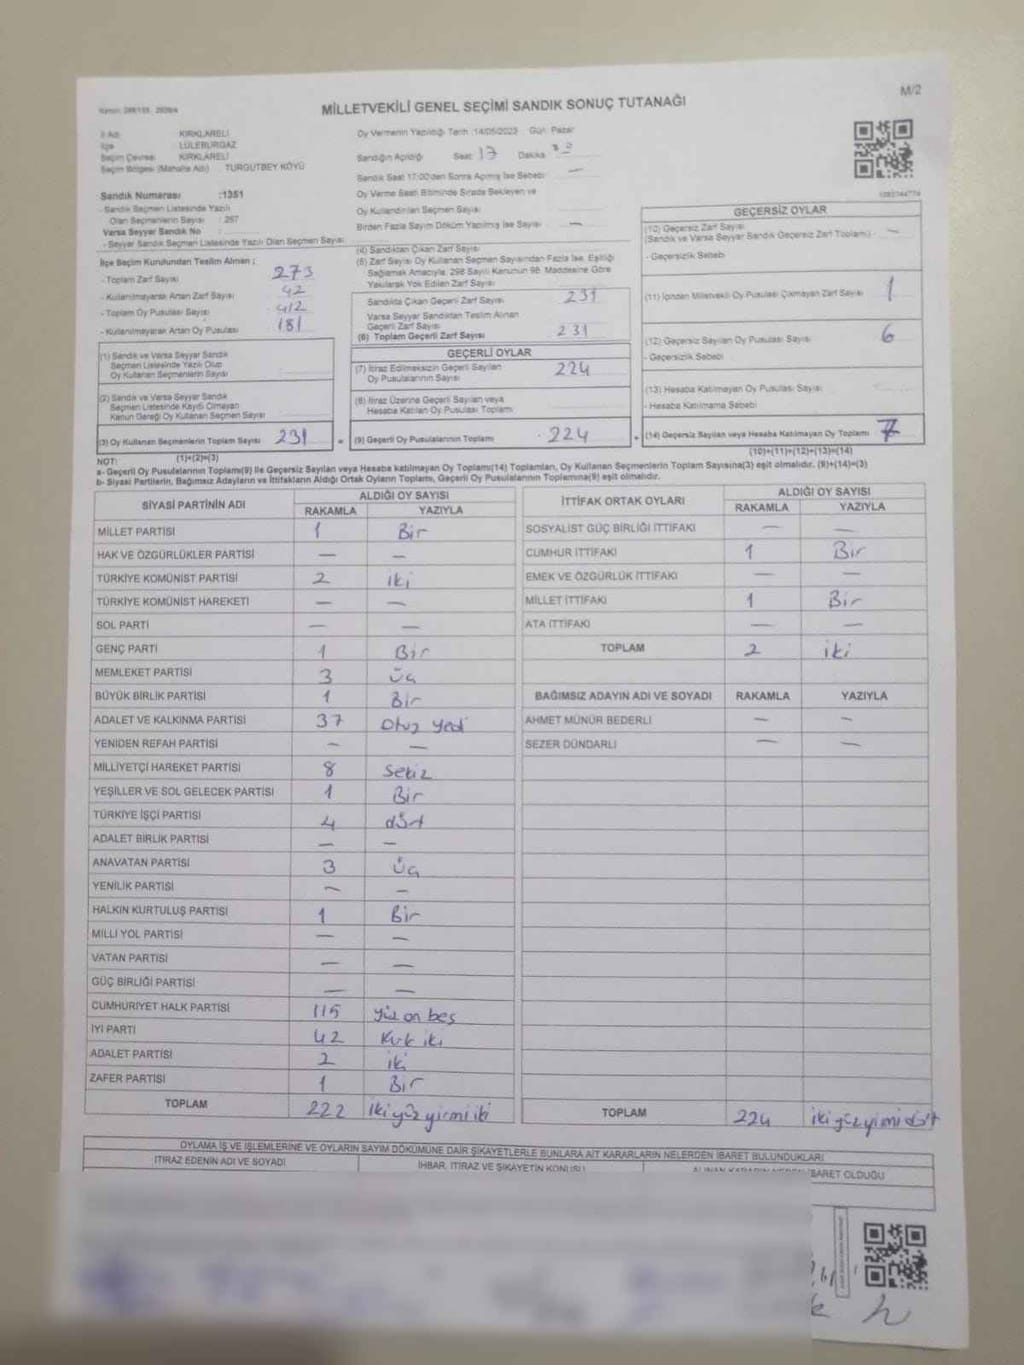 M/2
MİLLETVEKİLİ GENEL SEÇİMİ SANDIK SONUÇ TUTANAĞI
İl Adı : KIRKLARELİ
İlçe : LÜLEBURGAZ
Seçim Çevresi : KIRKLARELİ
Seçim Bölgesi (Mahalle Adı) : TURGUTBEY KÖYÜ
Oy Vermenin Yapıldığı Tarih :14/05/2023 Gün: Pazar
Sandığın Açıldığı Saat: 17 Dakika
Sandık Saat 17:00'den Sonra Açılmış İse Sebebi: —
Sandık Numarası :1351
- Sandık Seçmen Listesinde Yazılı
Olan Seçmenlerin Sayısı : 267
Varsa Seyyar Sandık No :
- Seyyar Sandık Seçmen Listesinde Yazılı Olan Seçmen Sayısı :
Oy Verme Saati Bitiminde Sırada Bekleyen ve
Oy Kullandırılan Seçmen Sayısı
Birden Fazla Sayım Döküm Yapılmış İse Sayısı : —
İlçe Seçim Kurulundan Teslim Alınan ;
- Toplam Zarf Sayısı 273
- Kullanılmayarak Artan Zarf Sayısı 42
- Toplam Oy Pusulası Sayısı 412
- Kullanılmayarak Artan Oy Pusulası 181
(4) Sandıktan Çıkan Zarf Sayısı
(5) Zarf Sayısı Oy Kullanan Seçmen Sayısından Fazla İse, Eşitliği
Sağlamak Amacıyla, 298 Sayılı Kanunun 98. Maddesine Göre
Yakılarak Yok Edilen Zarf Sayısı
Sandıkta Çıkan Geçerli Zarf Sayısı 231
Varsa Seyyar Sandıktan Teslim Alınan
Geçerli Zarf Sayısı
(6) Toplam Geçerli Zarf Sayısı 231
GEÇERSİZ OYLAR
(10) Geçersiz Zarf Sayısı
(Sandık ve Varsa Seyyar Sandık Geçersiz Zarf Toplamı) —
- Geçersizlik Sebebi
(11) İçinden Milletvekili Oy Pusulası Çıkmayan Zarf Sayısı 1
(12) Geçersiz Sayılan Oy Pusulası Sayısı 6
- Geçersizlik Sebebi
(13) Hesaba Katılmayan Oy Pusulası Sayısı
- Hesaba Katılmama Sebebi
(14) Geçersiz Sayılan veya Hesaba Katılmayan Oy Toplamı 7
(10)+(11)+(12)+(13)=(14)
(1) Sandık ve Varsa Seyyar Sandık
Seçmen Listesinde Yazılı Olup
Oy Kullanan Seçmenlerin Sayısı
(2) Sandık ve Varsa Seyyar Sandık
Seçmen Listesinde Kaydı Olmayan
Kanun Gereği Oy Kullanan Seçmen Sayısı
(3) Oy Kullanan Seçmenlerin Toplam Sayısı 231
(1)+(2)=(3)
GEÇERLİ OYLAR
(7) İtiraz Edilmeksizin Geçerli Sayılan
Oy Pusulalarının Sayısı 224
(8) İtiraz Üzerine Geçerli Sayılan veya
Hesaba Katılan Oy Pusulası Toplamı
(9) Geçerli Oy Pusulalarının Toplamı 224
NOT:
a- Geçerli Oy Pusulalarının Toplamı(9) ile Geçersiz Sayılan veya Hesaba katılmayan Oy Toplamı(14) Toplamları, Oy Kullanan Seçmenlerin Toplam Sayısına(3) eşit olmalıdır. (9)+(14)=(3)
b- Siyasi Partilerin, Bağımsız Adayların ve İttifakların Aldığı Ortak Oyların Toplamı, Geçerli Oy Pusulalarının Toplamına(9) eşit olmalıdır.
SİYASİ PARTİNİN ADI ALDIĞI OY SAYISI
RAKAMLA YAZIYLA
MİLLET PARTİSİ 1 Bir
HAK VE ÖZGÜRLÜKLER PARTİSİ — —
TÜRKİYE KOMÜNİST PARTİSİ 2 iki
TÜRKİYE KOMÜNİST HAREKETİ — —
SOL PARTİ — —
GENÇ PARTİ 1 Bir
MEMLEKET PARTİSİ 3 Üç
BÜYÜK BİRLİK PARTİSİ 1 Bir
ADALET VE KALKINMA PARTİSİ 37 Otuz yedi
YENİDEN REFAH PARTİSİ — —
MİLLİYETÇİ HAREKET PARTİSİ 8 Sekiz
YEŞİLLER VE SOL GELECEK PARTİSİ 1 Bir
TÜRKİYE İŞÇİ PARTİSİ 4 dört
ADALET BİRLİK PARTİSİ — —
ANAVATAN PARTİSİ 3 Üç
YENİLİK PARTİSİ — —
HALKIN KURTULUŞ PARTİSİ 1 Bir
MİLLİ YOL PARTİSİ — —
VATAN PARTİSİ — —
GÜÇ BİRLİĞİ PARTİSİ — —
CUMHURİYET HALK PARTİSİ 115 yüz on beş
İYİ PARTİ 42 Kırk iki
ADALET PARTİSİ 2 iki
ZAFER PARTİSİ 1 Bir
TOPLAM 222 ikiyüzyirmiiki
İTTİFAK ORTAK OYLARI ALDIĞI OY SAYISI
RAKAMLA YAZIYLA
SOSYALİST GÜÇ BİRLİĞİ İTTİFAKI — —
CUMHUR İTTİFAKI 1 Bir
EMEK VE ÖZGÜRLÜK İTTİFAKI — —
MİLLET İTTİFAKI 1 Bir
ATA İTTİFAKI — —
TOPLAM 2 iki
BAĞIMSIZ ADAYIN ADI VE SOYADI RAKAMLA YAZIYLA
AHMET MÜNÜR BEDERLİ — —
SEZER DÜNDARLI — —
TOPLAM 224 ikiyüzyirmidört
OYLAMA İŞ VE İŞLEMLERİNE VE OYLARIN SAYIM DÖKÜMÜNE DAİR ŞİKAYETLERLE BUNLARA AİT KARARLARIN NELERDEN İBARET BULUNDUKLARI
İTİRAZ EDENİN ADI VE SOYADI İHBAR, İTİRAZ VE ŞİKAYETİN KONUSU ALINAN KARARIN NEDEN İBARET OLDUĞU